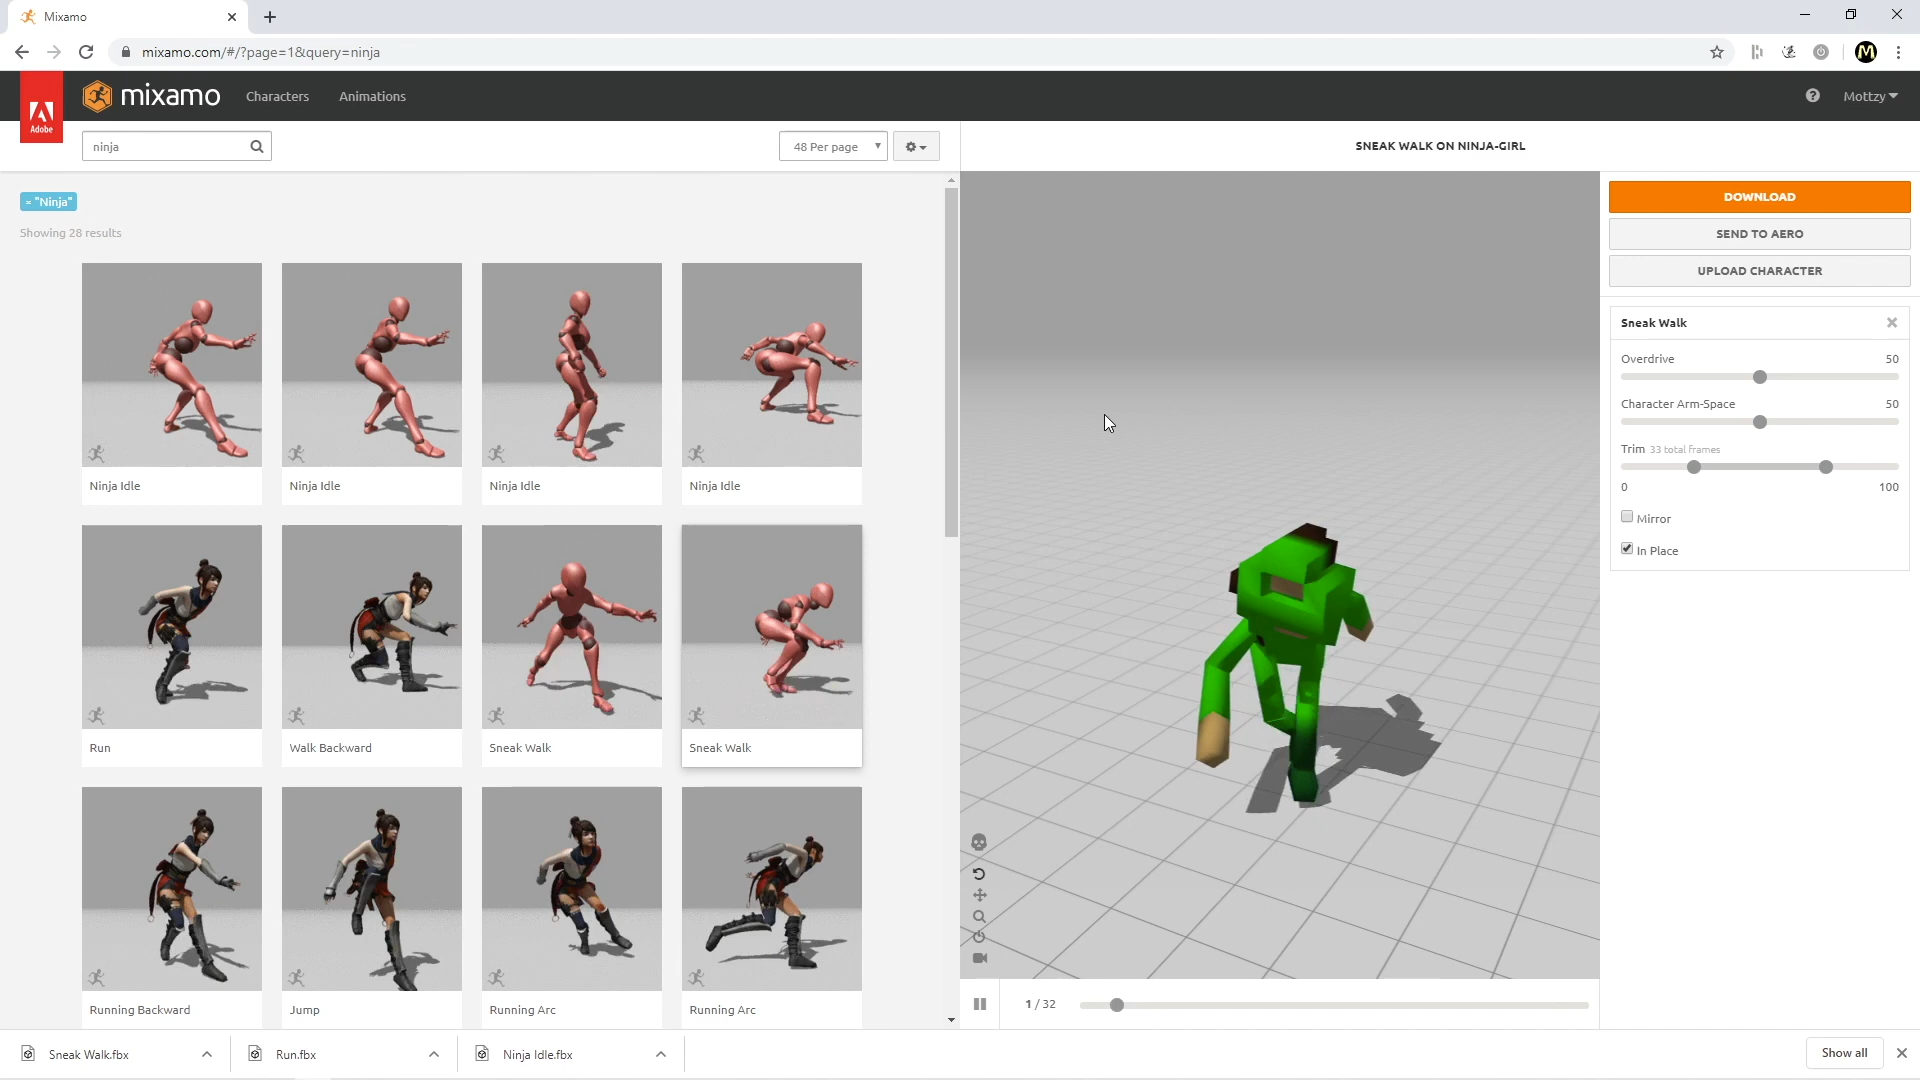 Mixamo
mixamo.com/#/?page=1&query=ninja
M
Adobe
mixamo
Characters
Animations
Mottzy
ninja
48 Per page
SNEAK WALK ON NINJA-GIRL
× "Ninja"
Showing 28 results
DOWNLOAD
SEND TO AERO
UPLOAD CHARACTER
Sneak Walk
Overdrive 50
Character Arm-Space 50
Trim 33 total frames
0 100
Mirror
In Place
Ninja Idle
Ninja Idle
Ninja Idle
Ninja Idle
Run
Walk Backward
Sneak Walk
Sneak Walk
Running Backward
Jump
Running Arc
Running Arc
1 / 32
Sneak Walk.fbx
Run.fbx
Ninja Idle.fbx
Show all